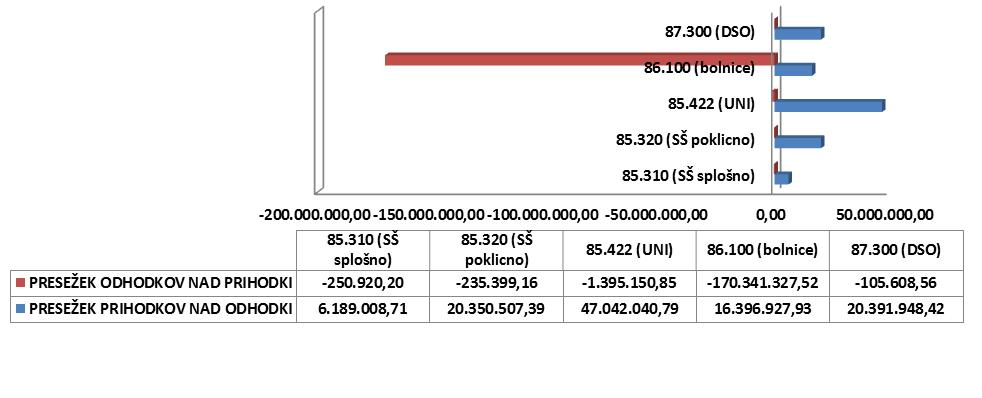 87.300 (DSO)
86.100 (bolnice)
85.422 (UNI)
85.320 (SŠ poklicno)
85.310 (SŠ splošno)
-200.000.000,00 -150.000.000,00 -100.000.000,00 -50.000.000,00 0,00 50.000.000,00
85.310 (SŠ splošno) 85.320 (SŠ poklicno) 85.422 (UNI) 86.100 (bolnice) 87.300 (DSO)
PRESEŽEK ODHODKOV NAD PRIHODKI -250.920,20 -235.399,16 -1.395.150,85 -170.341.327,52 -105.608,56
PRESEŽEK PRIHODKOV NAD ODHODKI 6.189.008,71 20.350.507,39 47.042.040,79 16.396.927,93 20.391.948,42